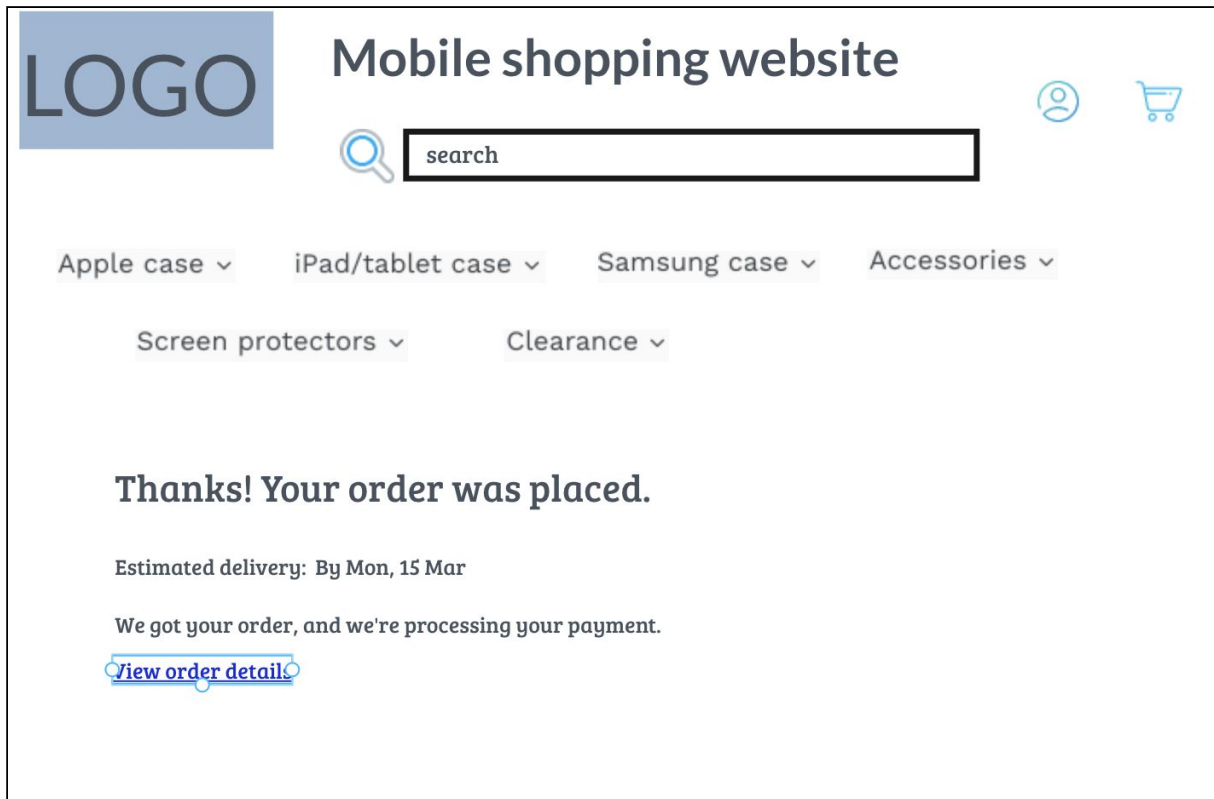 LOGO
Mobile shopping website
search
Apple case
iPad/tablet case
Samsung case
Accessories
Screen protectors
Clearance
Thanks! Your order was placed.
Estimated delivery: By Mon, 15 Mar
We got your order, and we're processing your payment.
View order details